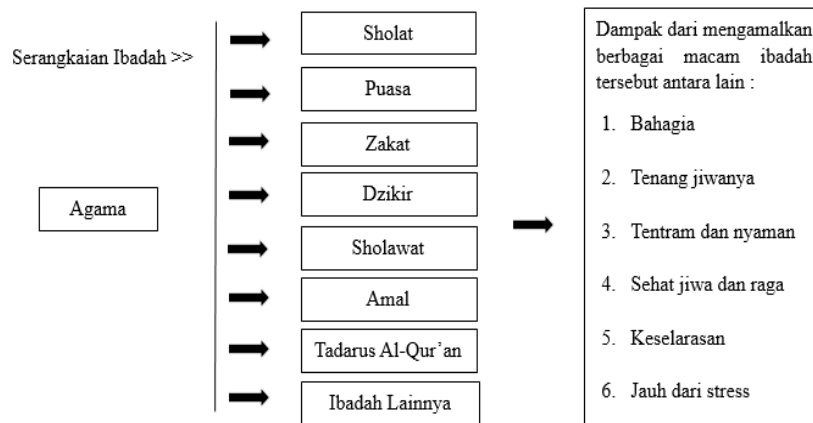 Serangkaian Ibadah >>
Agama
Sholat
Puasa
Zakat
Dzikir
Sholawat
Amal
Tadarus Al-Qur’an
Ibadah Lainnya
Dampak dari mengamalkan
berbagai macam ibadah
tersebut antara lain :
1. Bahagia
2. Tenang jiwanya
3. Tentram dan nyaman
4. Sehat jiwa dan raga
5. Keselarasan
6. Jauh dari stress